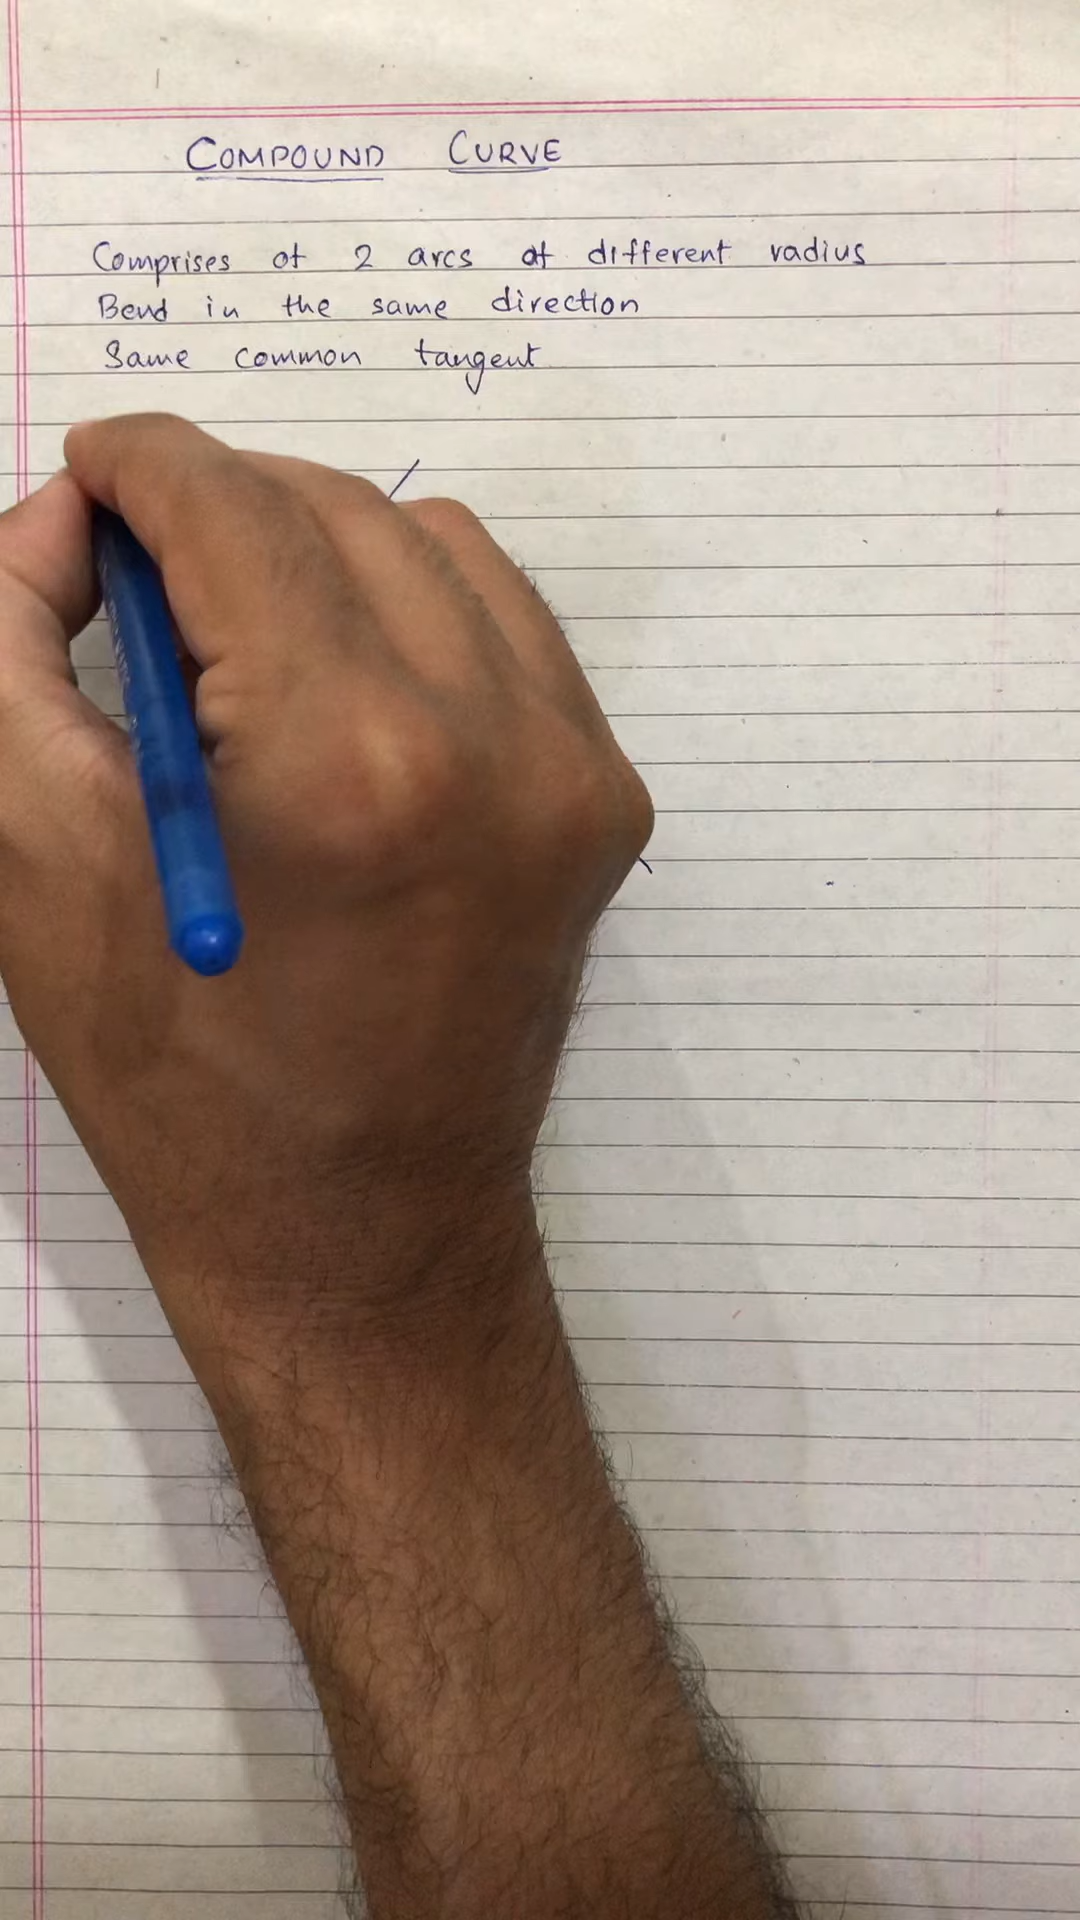 COMPOUND CURVE
Comprises of 2 arcs of different radius
Bend in the same direction
Same common tangent